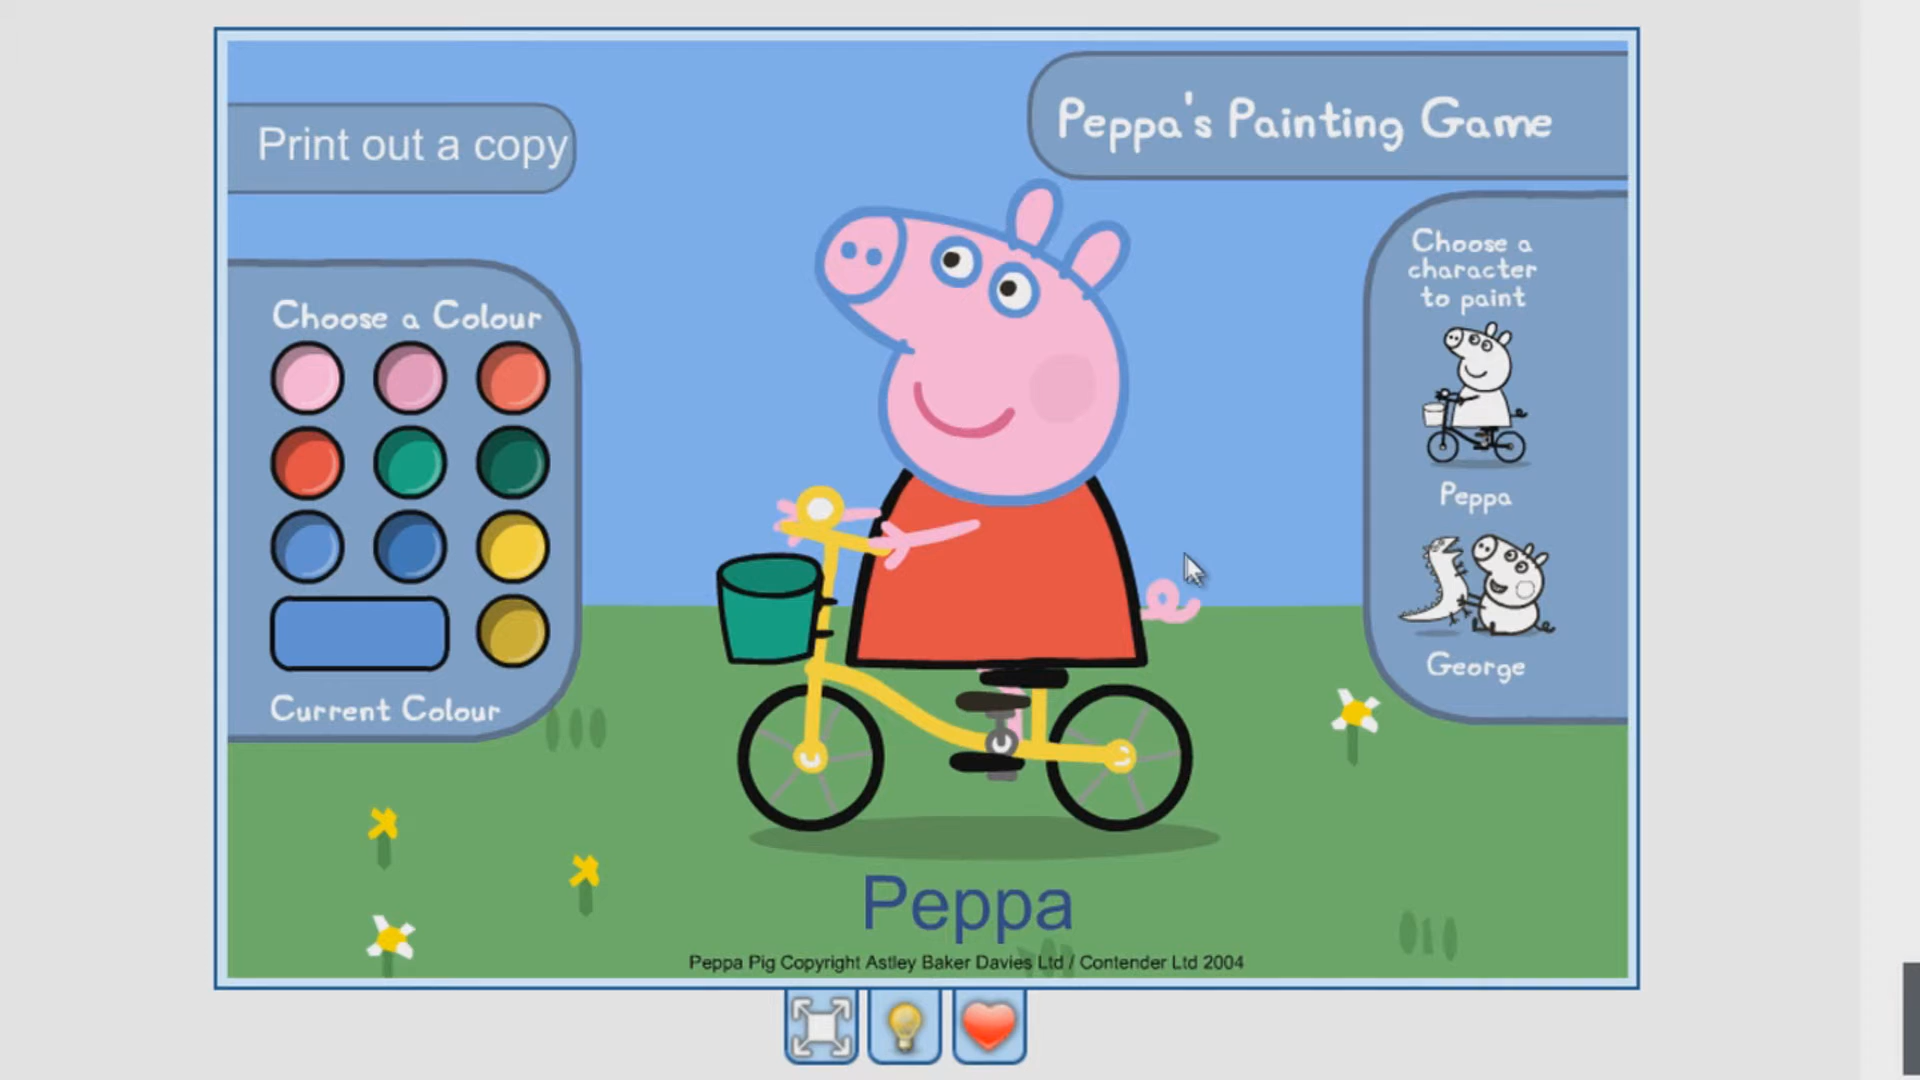 Print out a copy
Peppa's Painting Game
Choose a Colour
Current Colour
Choose a
character
to paint
Peppa
George
Peppa
Peppa Pig Copyright Astley Baker Davies Ltd / Contender Ltd 2004